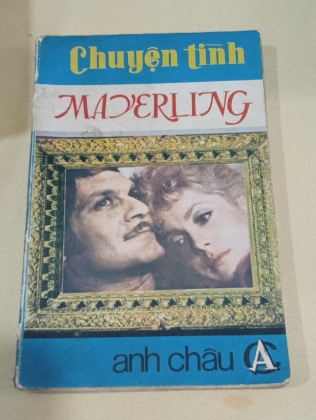 Chuyện tình
MAYERLING
anh châu
AC